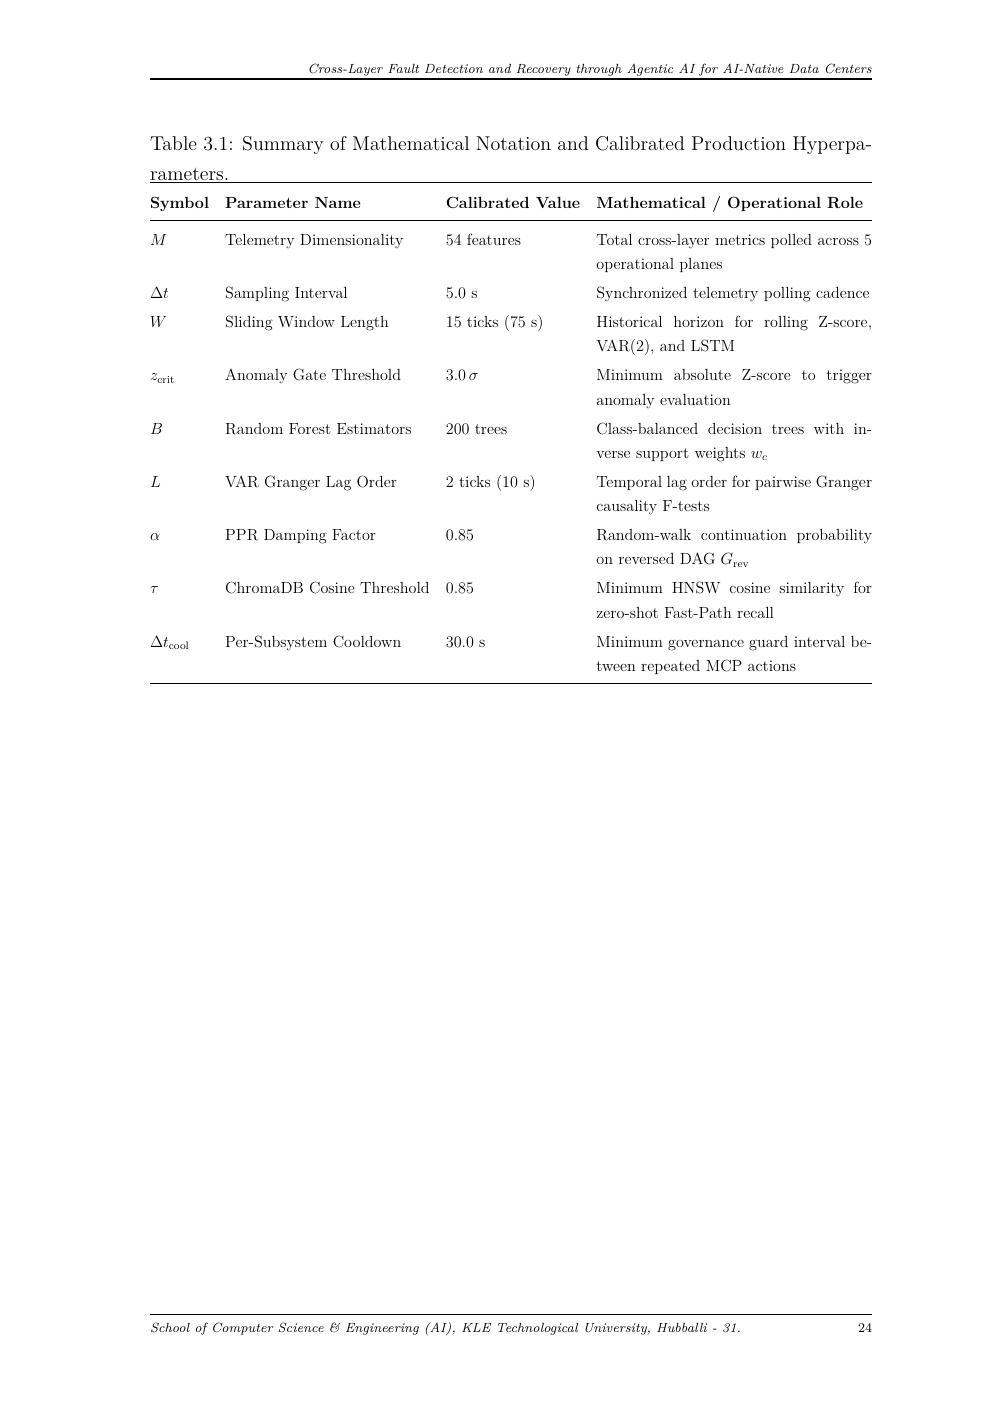 Cross-Layer Fault Detection and Recovery through Agentic AI for AI-Native Data Centers
Table 3.1: Summary of Mathematical Notation and Calibrated Production Hyperpa-
rameters.
Symbol Parameter Name Calibrated Value Mathematical / Operational Role
M Telemetry Dimensionality 54 features Total cross-layer metrics polled across 5
operational planes
Δt Sampling Interval 5.0 s Synchronized telemetry polling cadence
W Sliding Window Length 15 ticks (75 s) Historical horizon for rolling Z-score,
VAR(2), and LSTM
z_crit Anomaly Gate Threshold 3.0 σ Minimum absolute Z-score to trigger
anomaly evaluation
B Random Forest Estimators 200 trees Class-balanced decision trees with in-
verse support weights w_c
L VAR Granger Lag Order 2 ticks (10 s) Temporal lag order for pairwise Granger
causality F-tests
α PPR Damping Factor 0.85 Random-walk continuation probability
on reversed DAG G_rev
τ ChromaDB Cosine Threshold 0.85 Minimum HNSW cosine similarity for
zero-shot Fast-Path recall
Δt_cool Per-Subsystem Cooldown 30.0 s Minimum governance guard interval be-
tween repeated MCP actions
School of Computer Science & Engineering (AI), KLE Technological University, Hubballi - 31. 24